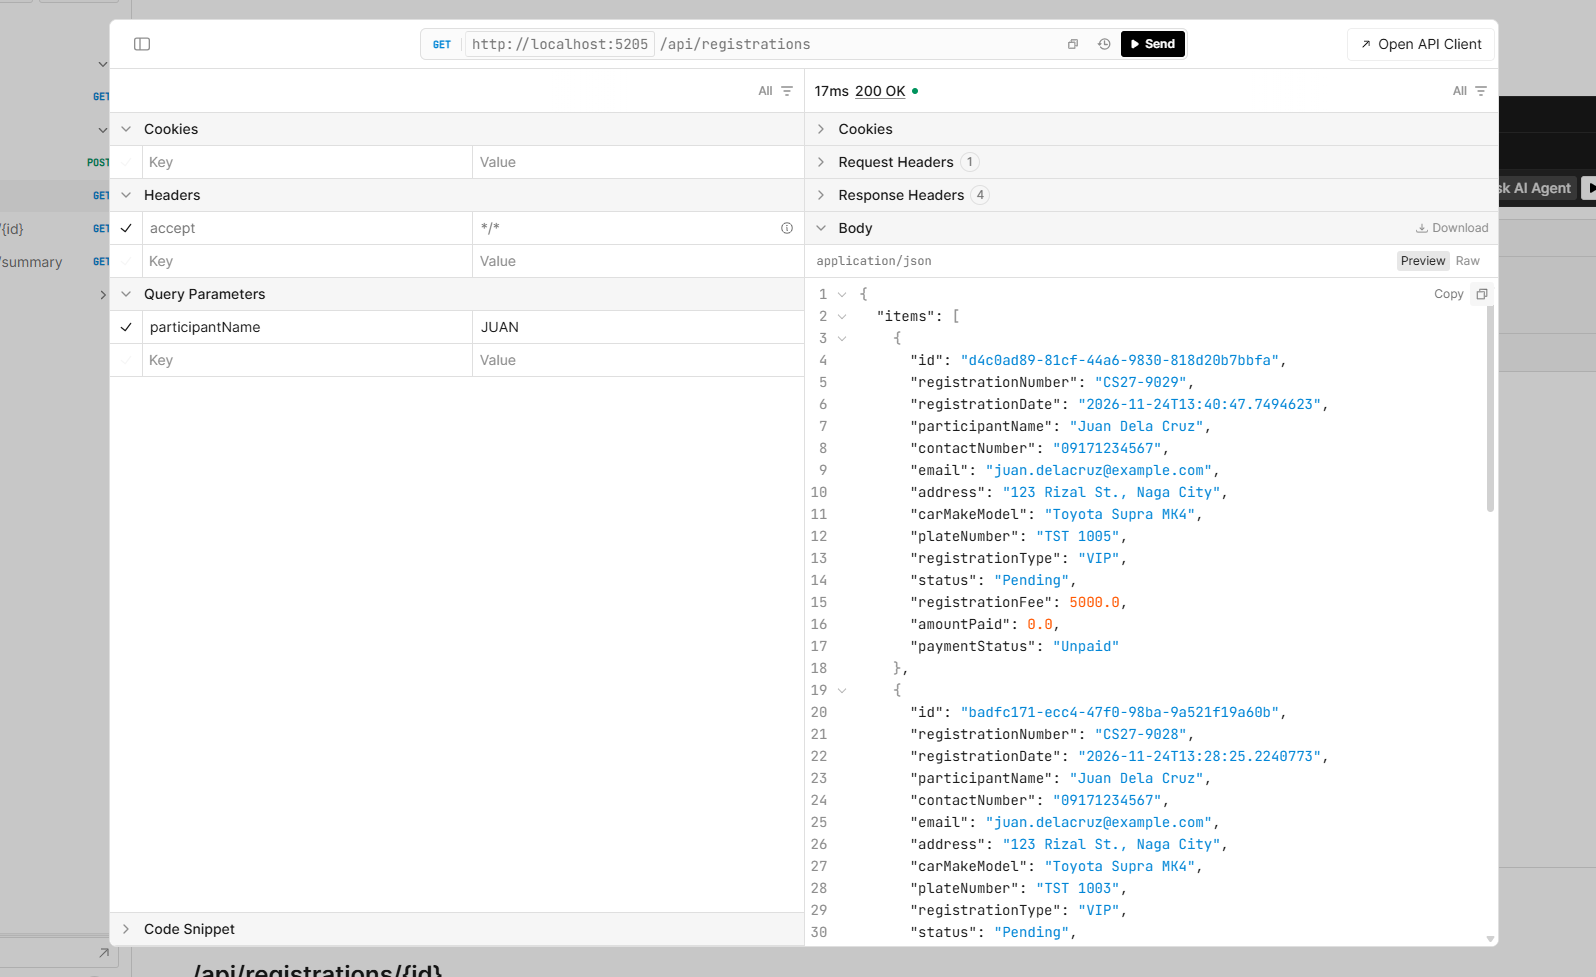 GET http://localhost:5205 /api/registrations Send
Open API Client
All
17ms 200 OK
All
GET
POST
GET
/{id} GET
/summary GET
Cookies
Key Value
Headers
accept */*
Key Value
Query Parameters
participantName JUAN
Key Value
Code Snippet
Cookies
Request Headers 1
Response Headers 4
Body Download
application/json Preview Raw
Copy
1 {
2 "items": [
3 {
4 "id": "d4c0ad89-81cf-44a6-9830-818d20b7bbfa",
5 "registrationNumber": "CS27-9029",
6 "registrationDate": "2026-11-24T13:40:47.7494623",
7 "participantName": "Juan Dela Cruz",
8 "contactNumber": "09171234567",
9 "email": "juan.delacruz@example.com",
10 "address": "123 Rizal St., Naga City",
11 "carMakeModel": "Toyota Supra MK4",
12 "plateNumber": "TST 1005",
13 "registrationType": "VIP",
14 "status": "Pending",
15 "registrationFee": 5000.0,
16 "amountPaid": 0.0,
17 "paymentStatus": "Unpaid"
18 },
19 {
20 "id": "badfc171-ecc4-47f0-98ba-9a521f19a60b",
21 "registrationNumber": "CS27-9028",
22 "registrationDate": "2026-11-24T13:28:25.2240773",
23 "participantName": "Juan Dela Cruz",
24 "contactNumber": "09171234567",
25 "email": "juan.delacruz@example.com",
26 "address": "123 Rizal St., Naga City",
27 "carMakeModel": "Toyota Supra MK4",
28 "plateNumber": "TST 1003",
29 "registrationType": "VIP",
30 "status": "Pending",
sk AI Agent
/api/registrations/{id}